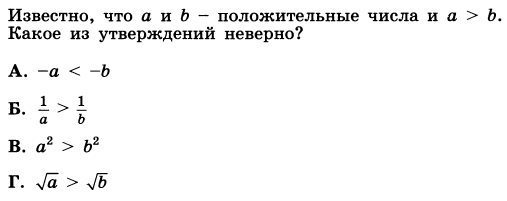 Известно, что a и b – положительные числа и a > b.
Какое из утверждений неверно?
А. –a < –b
Б. 1/a > 1/b
В. a² > b²
Г. √a > √b